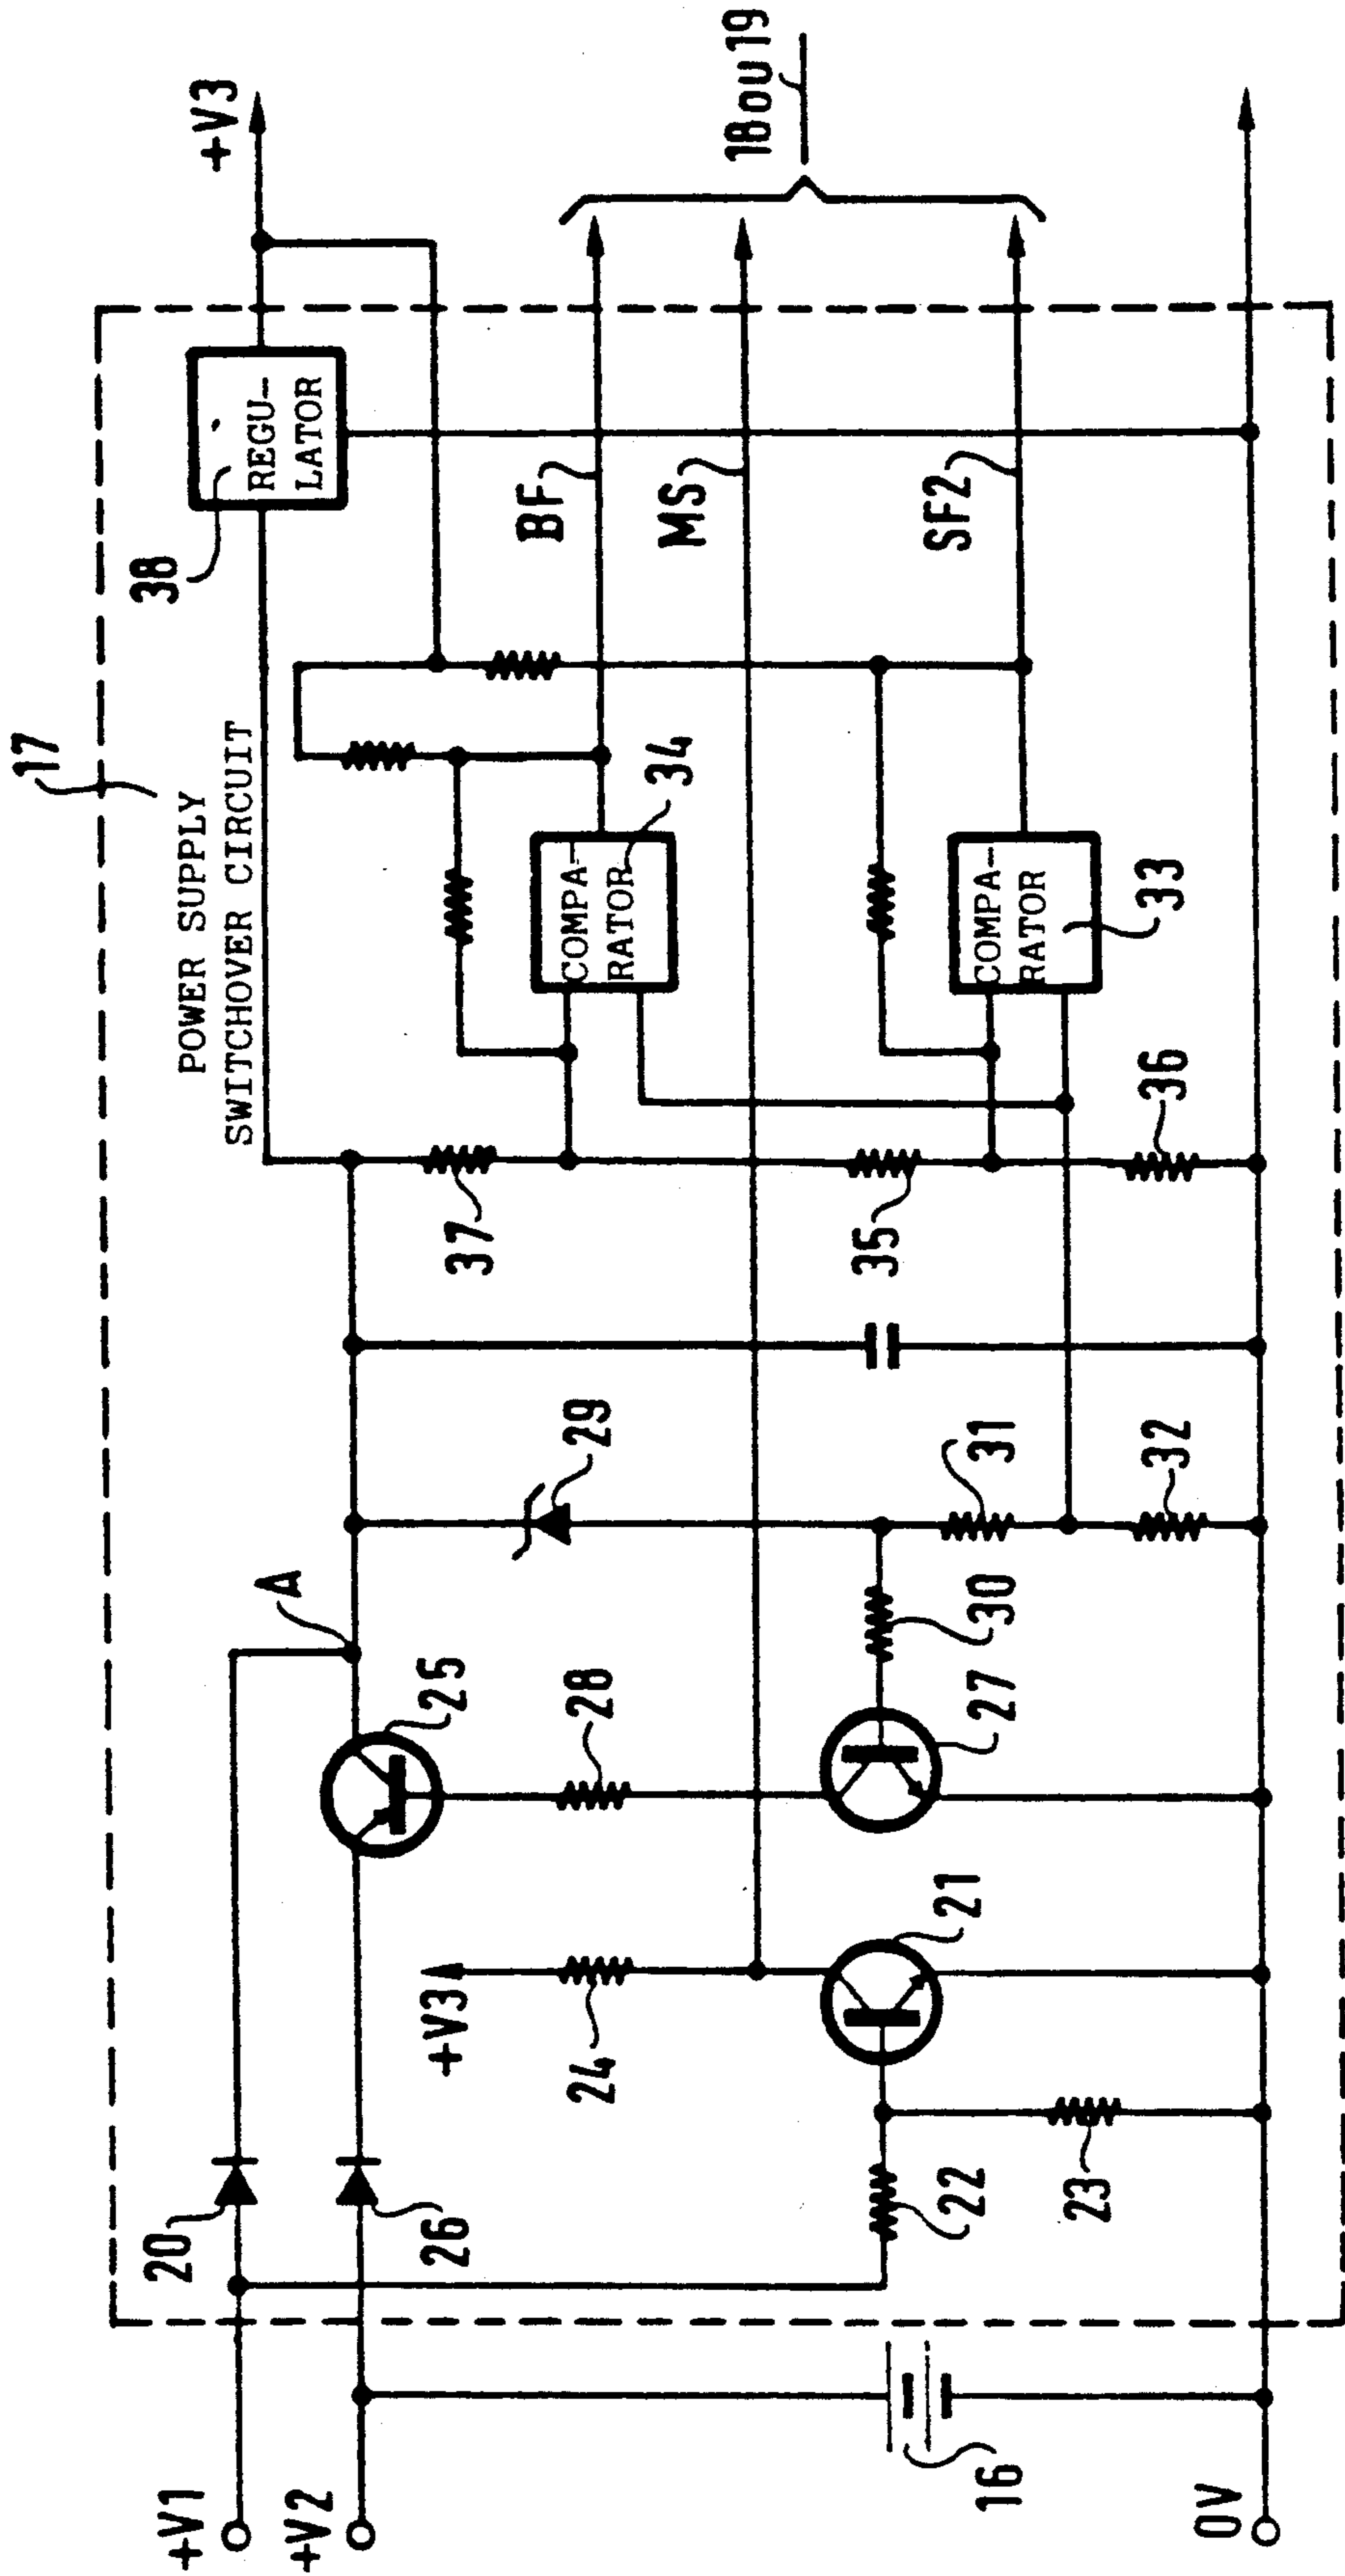 17
POWER SUPPLY
SWITCHOVER CIRCUIT
+V1
+V2
0V
16
20
26
22
23
+V3
24
21
A
25
28
27
30
29
31
32
37
35
36
COMPA-
RATOR
34
COMPA-
RATOR
33
38
REGU-
LATOR
+V3
BF
MS
SF2
18ou19